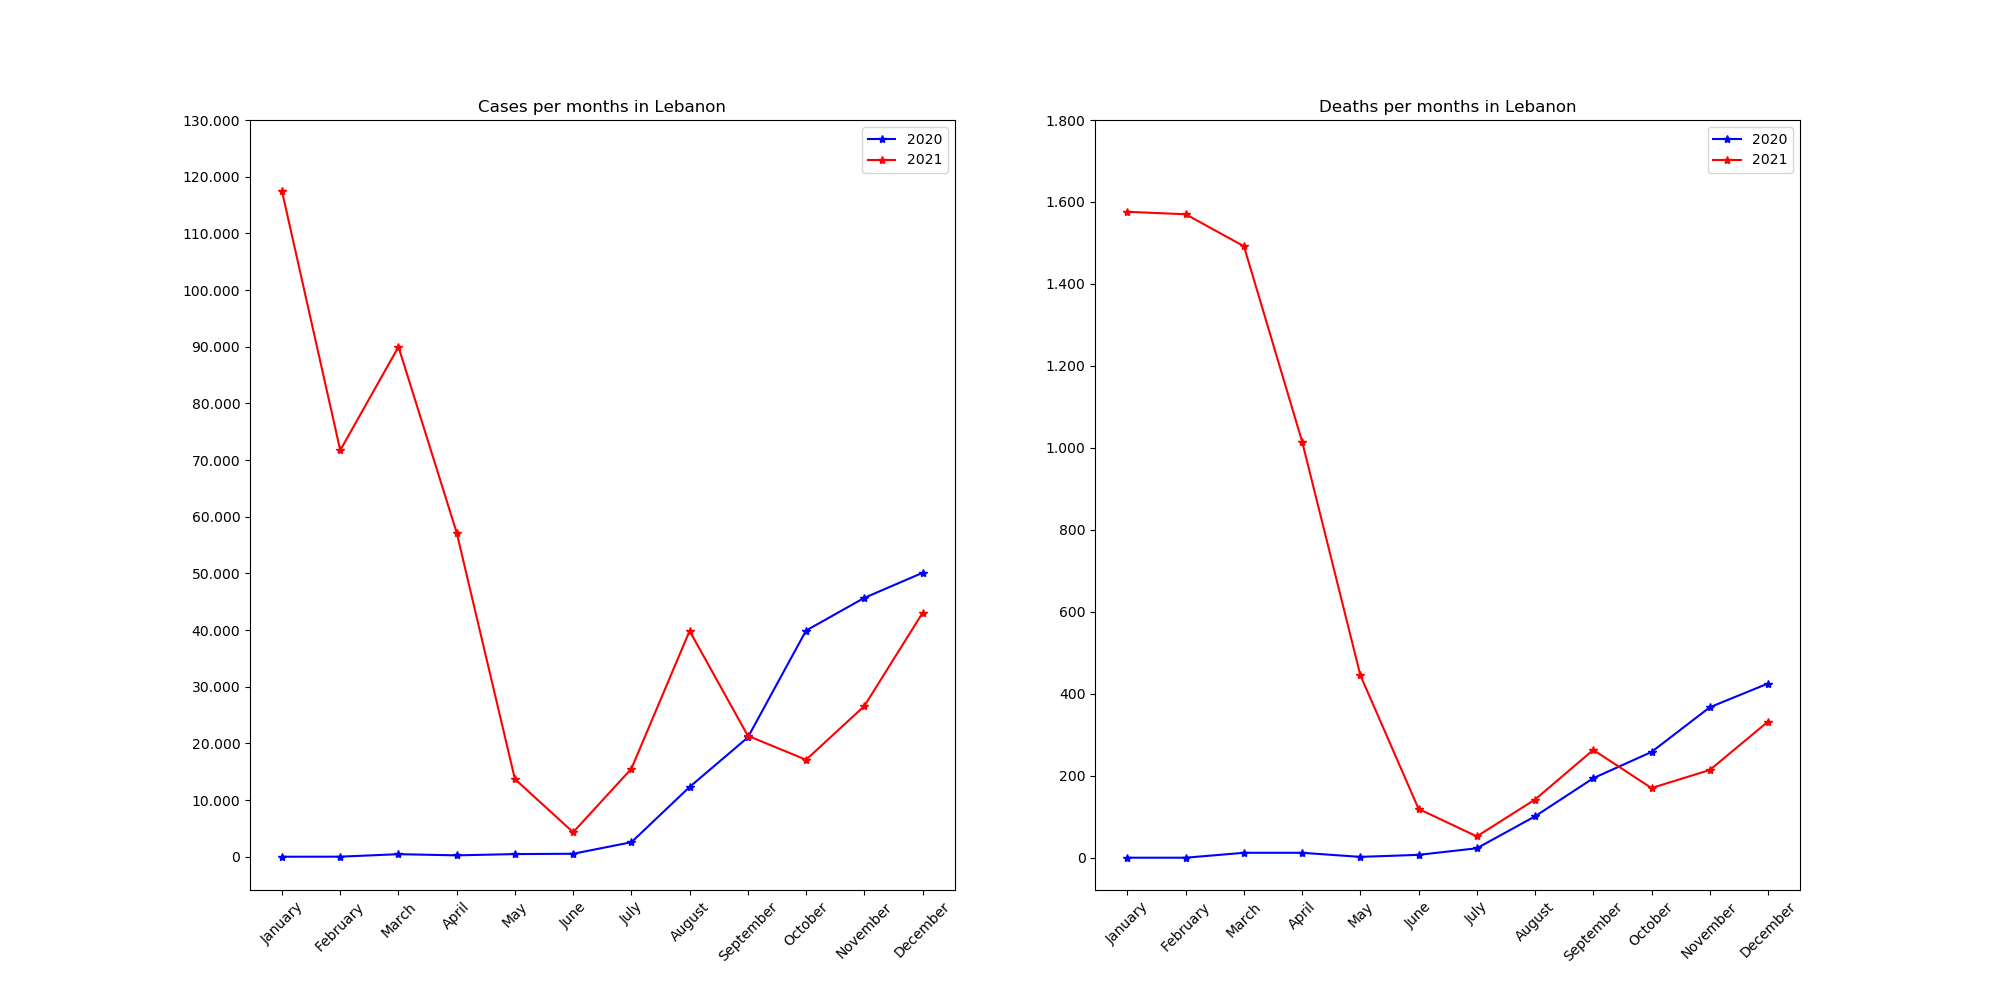 Cases per months in Lebanon
130.000
120.000
110.000
100.000
90.000
80.000
70.000
60.000
50.000
40.000
30.000
20.000
10.000
0
2020
2021
January
February
March
April
May
June
July
August
September
October
November
December
Deaths per months in Lebanon
1.800
1.600
1.400
1.200
1.000
800
600
400
200
0
2020
2021
January
February
March
April
May
June
July
August
September
October
November
December